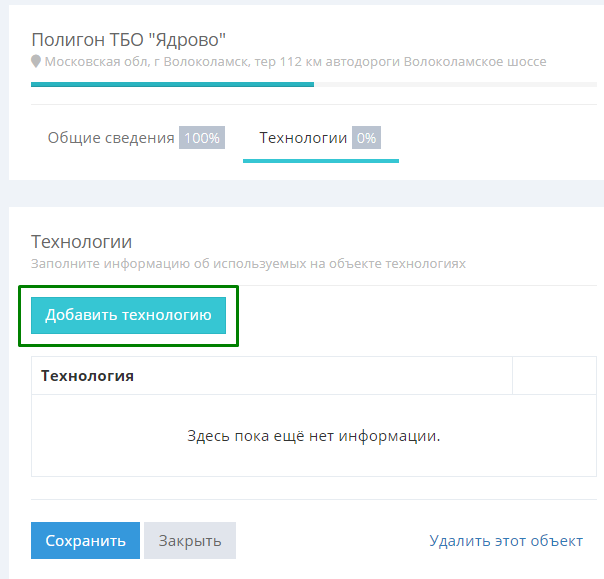 Полигон ТБО "Ядрово"
Московская обл, г Волоколамск, тер 112 км автодороги Волоколамское шоссе
Общие сведения 100% Технологии 0%
Технологии
Заполните информацию об используемых на объекте технологиях
Добавить технологию
Технология
Здесь пока ещё нет информации.
Сохранить Закрыть Удалить этот объект